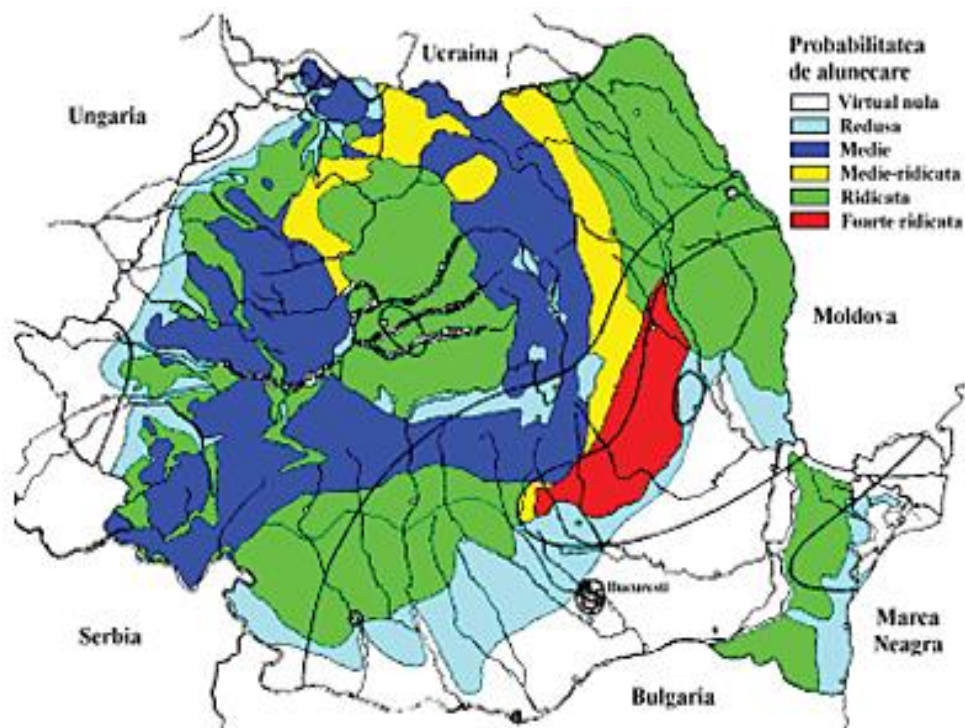 Ucraina
Probabilitatea
de alunecare
Ungaria
Virtual nula
Redusa
Medie
Medie-ridicata
Ridicata
Foarte ridicata
Moldova
Bucuresti
Serbia
Marea
Neagra
Bulgaria